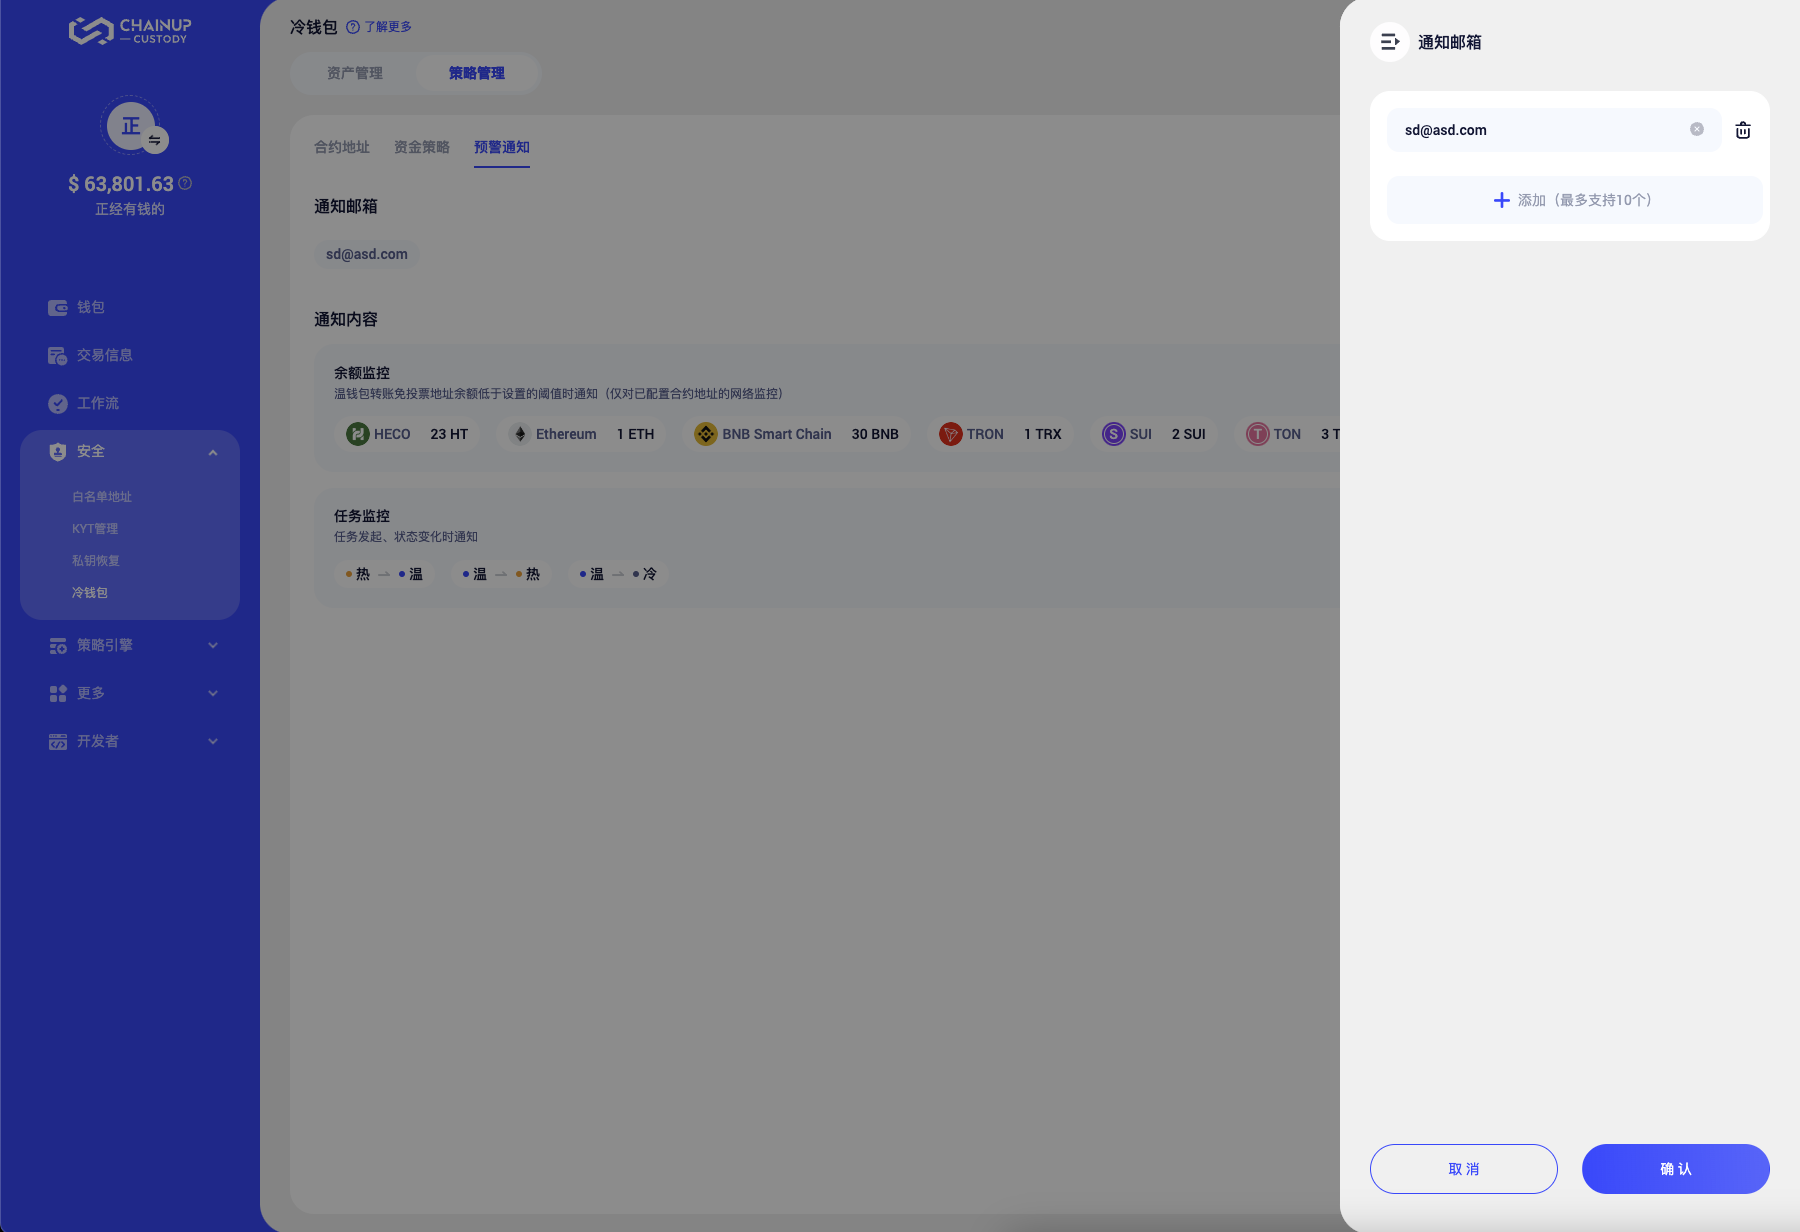 CHAINUP
CUSTODY
正
$ 63,801.63
正经有钱的
钱包
交易信息
工作流
安全
白名单地址
KYT管理
私钥恢复
冷钱包
策略引擎
更多
开发者
冷钱包 了解更多
资产管理 策略管理
合约地址 资金策略 预警通知
通知邮箱
sd@asd.com
通知内容
余额监控
温钱包转账免投票地址余额低于设置的阈值时通知（仅对已配置合约地址的网络监控）
HECO 23 HT Ethereum 1 ETH BNB Smart Chain 30 BNB TRON 1 TRX SUI 2 SUI TON 3 T
任务监控
任务发起、状态变化时通知
热 温 温 热 温 冷
通知邮箱
sd@asd.com
添加（最多支持10个）
取消 确认